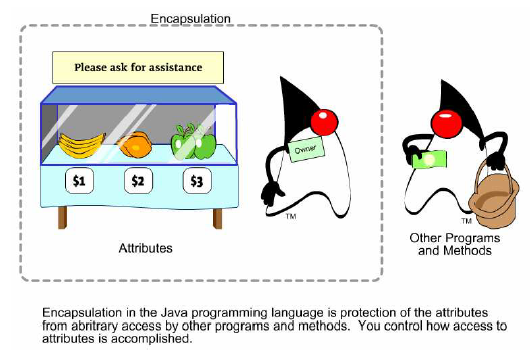 Encapsulation
Please ask for assistance
Owner
$1 $2 $3
TM
TM
Attributes
Other Programs
and Methods
Encapsulation in the Java programming language is protection of the attributes
from abritrary access by other programs and methods.  You control how access to
attributes is accomplished.